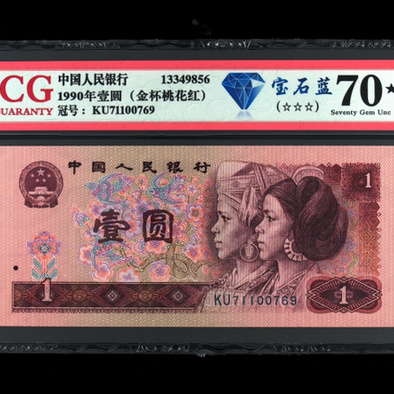 CG
GUARANTY
中国人民银行 13349856
1990年壹圆（金杯桃花红）
冠号：KU71100769
宝石蓝
(☆☆☆)
70★
Seventy Gem Unc
中国人民银行
壹圆
1
1
KU71100769
1